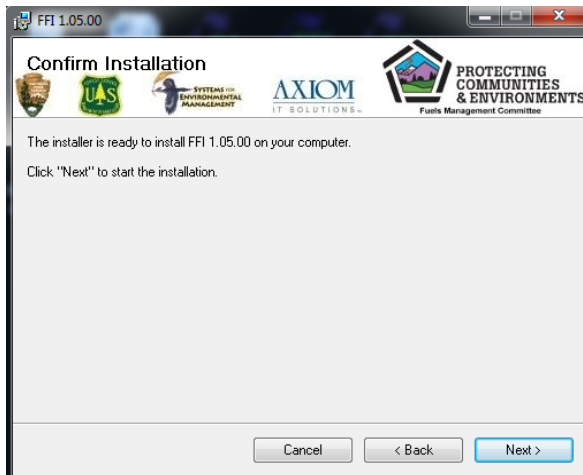 FFI 1.05.00
Confirm Installation
UAS
SYSTEMS FOR
ENVIRONMENTAL
MANAGEMENT
AXIOM
IT SOLUTIONS
PROTECTING
COMMUNITIES
& ENVIRONMENTS
Fuels Management Committee
The installer is ready to install FFI 1.05.00 on your computer.
Click "Next" to start the installation.
Cancel
< Back
Next >